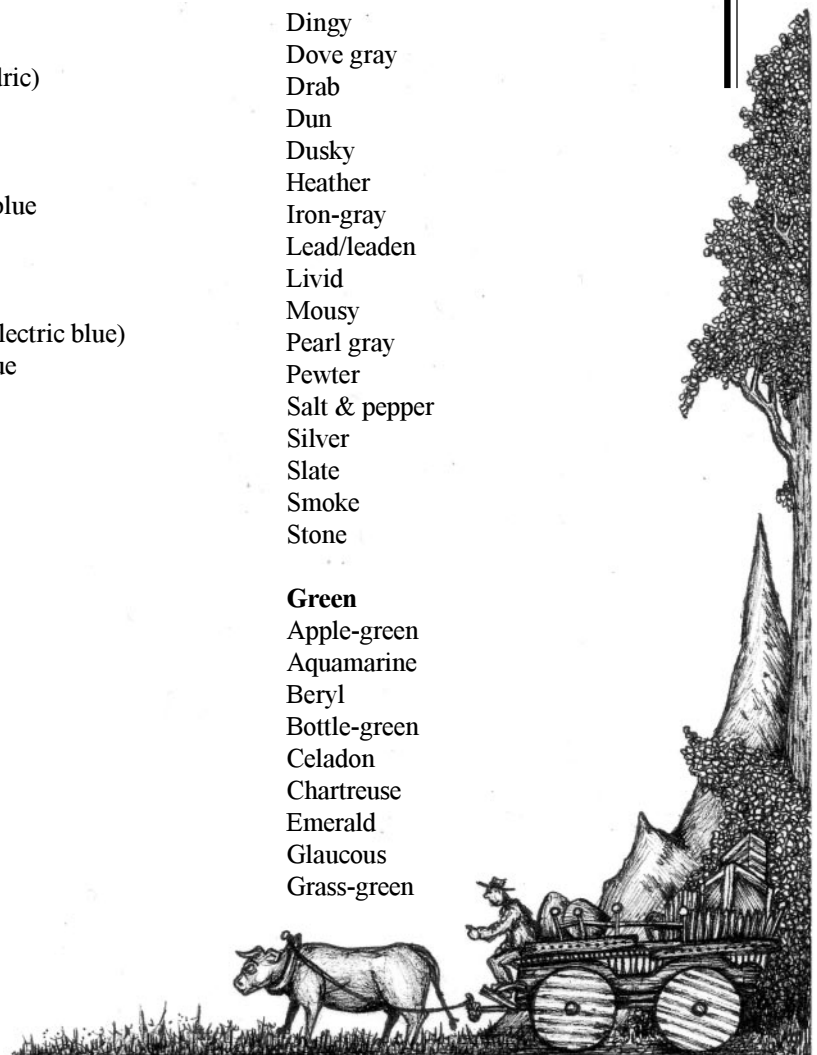 lectric blue)
ue
Dingy
Dove gray
Drab
Dun
Dusky
Heather
Iron-gray
Lead/leaden
Livid
Mousy
Pearl gray
Pewter
Salt & pepper
Silver
Slate
Smoke
Stone
Green
Apple-green
Aquamarine
Beryl
Bottle-green
Celadon
Chartreuse
Emerald
Glaucous
Grass-green